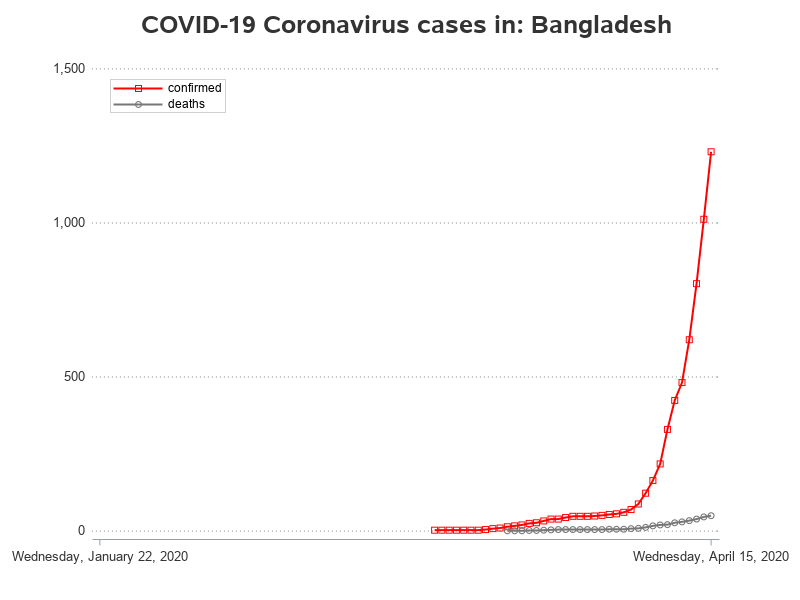 COVID-19 Coronavirus cases in: Bangladesh
1,500
confirmed
deaths
1,000
500
0
Wednesday, January 22, 2020 Wednesday, April 15, 2020